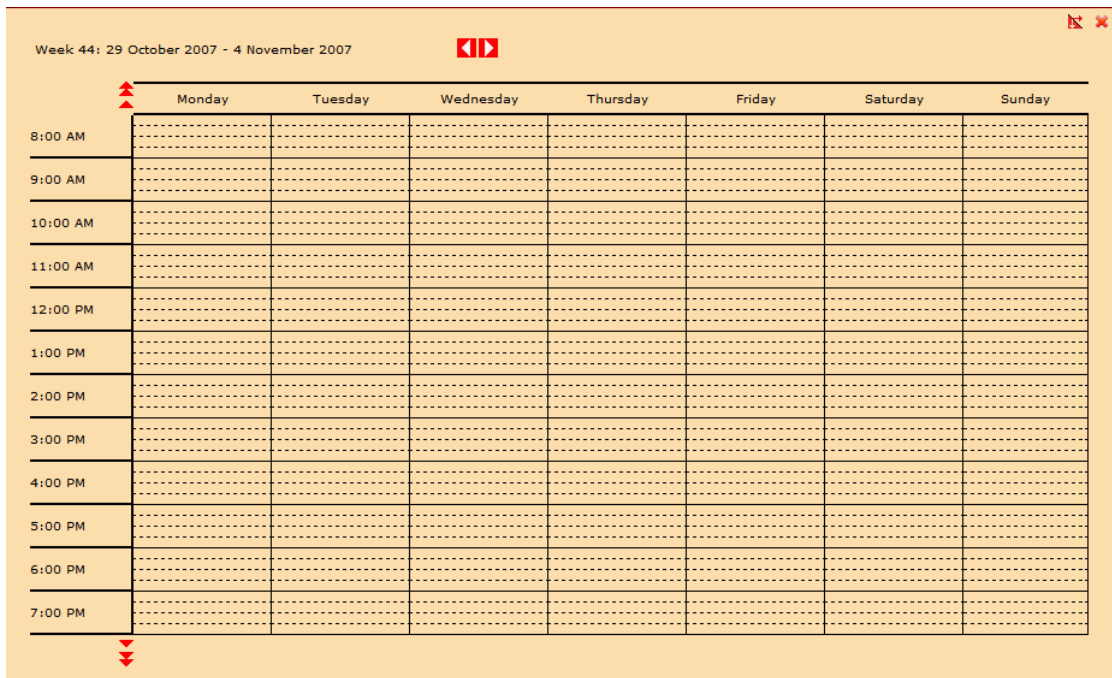 Week 44: 29 October 2007 - 4 November 2007
Monday Tuesday Wednesday Thursday Friday Saturday Sunday
8:00 AM
9:00 AM
10:00 AM
11:00 AM
12:00 PM
1:00 PM
2:00 PM
3:00 PM
4:00 PM
5:00 PM
6:00 PM
7:00 PM